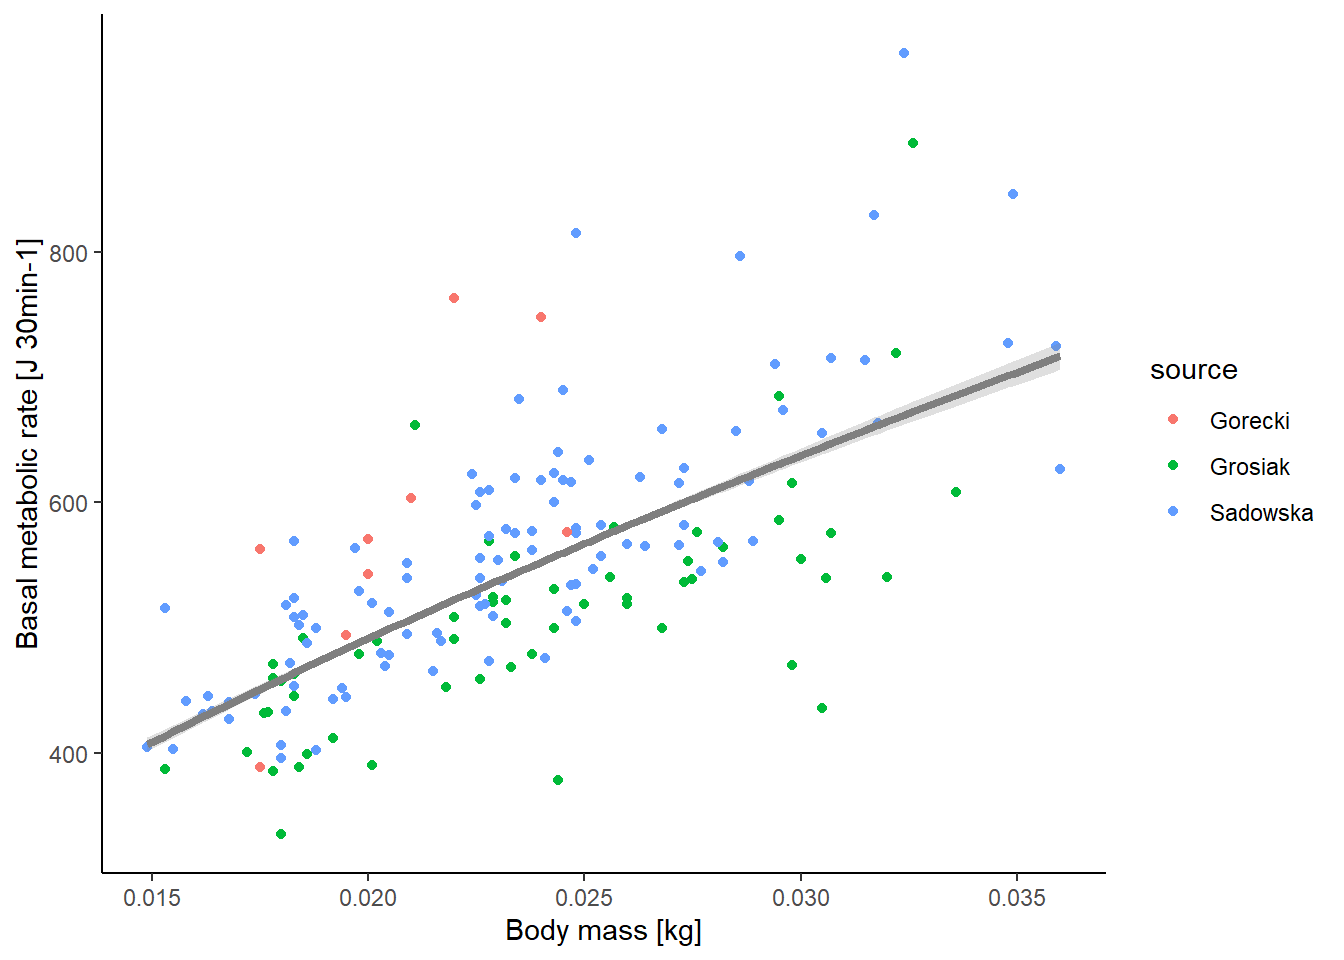 Basal metabolic rate [J 30min-1]
800
600
400
0.015 0.020 0.025 0.030 0.035
Body mass [kg]
source
Gorecki
Grosiak
Sadowska